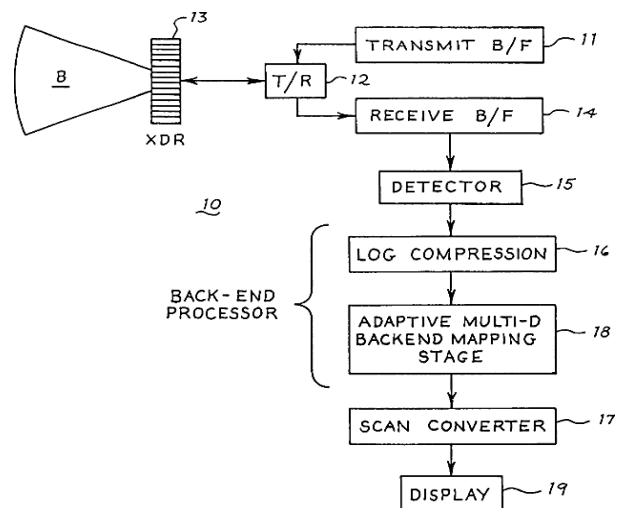 13
TRANSMIT B/F
11
B
T/R
12
XDR
RECEIVE B/F
14
DETECTOR
15
10
LOG COMPRESSION
16
BACK-END
PROCESSOR
ADAPTIVE MULTI-D
BACKEND MAPPING
STAGE
18
SCAN CONVERTER
17
DISPLAY
19